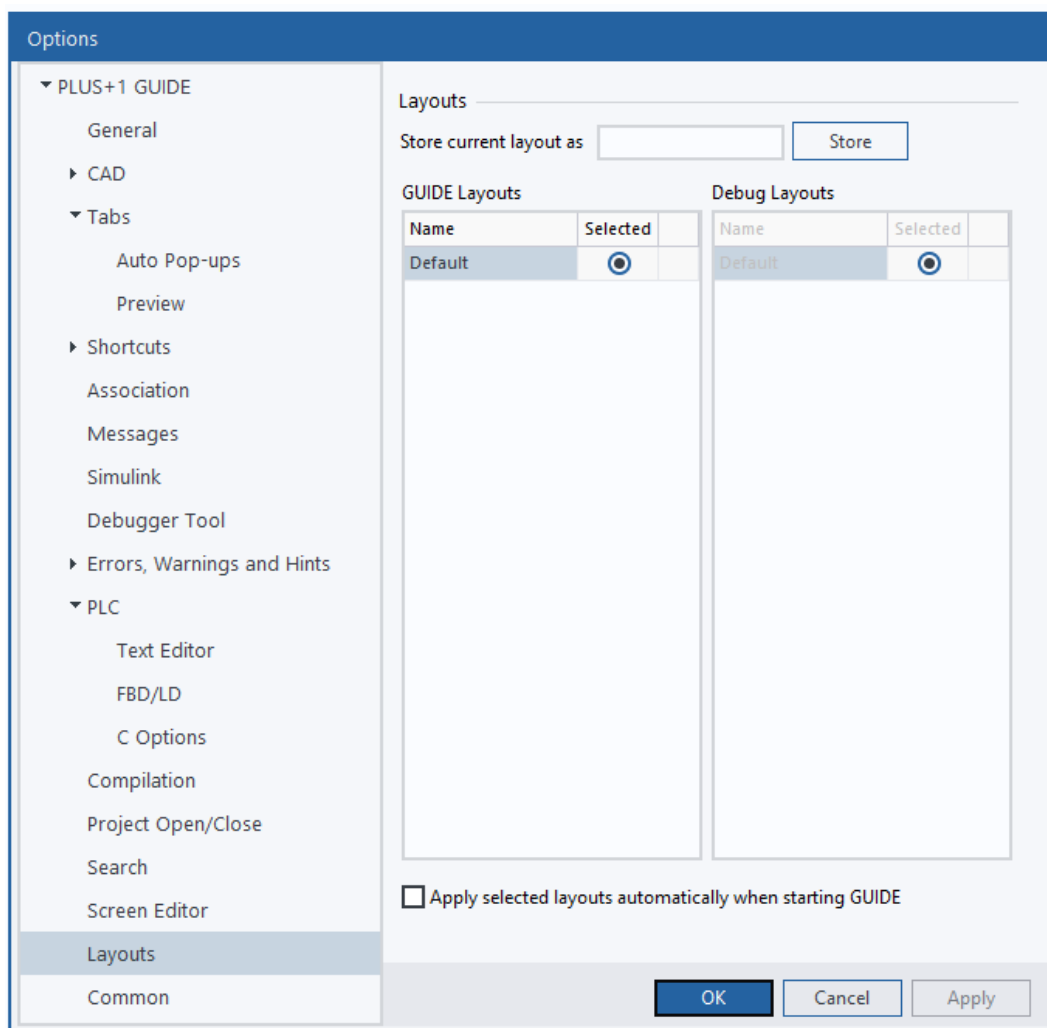 Options
PLUS+1 GUIDE
General
CAD
Tabs
Auto Pop-ups
Preview
Shortcuts
Association
Messages
Simulink
Debugger Tool
Errors, Warnings and Hints
PLC
Text Editor
FBD/LD
C Options
Compilation
Project Open/Close
Search
Screen Editor
Layouts
Common
Layouts
Store current layout as
Store
GUIDE Layouts
Name Selected
Default
Debug Layouts
Name Selected
Default
Apply selected layouts automatically when starting GUIDE
OK Cancel Apply